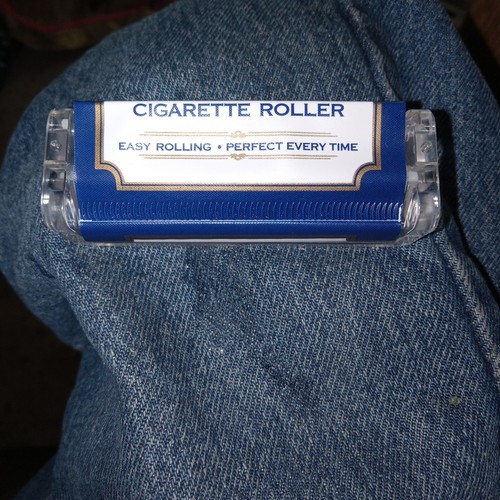 CIGARETTE ROLLER
EASY ROLLING • PERFECT EVERY TIME